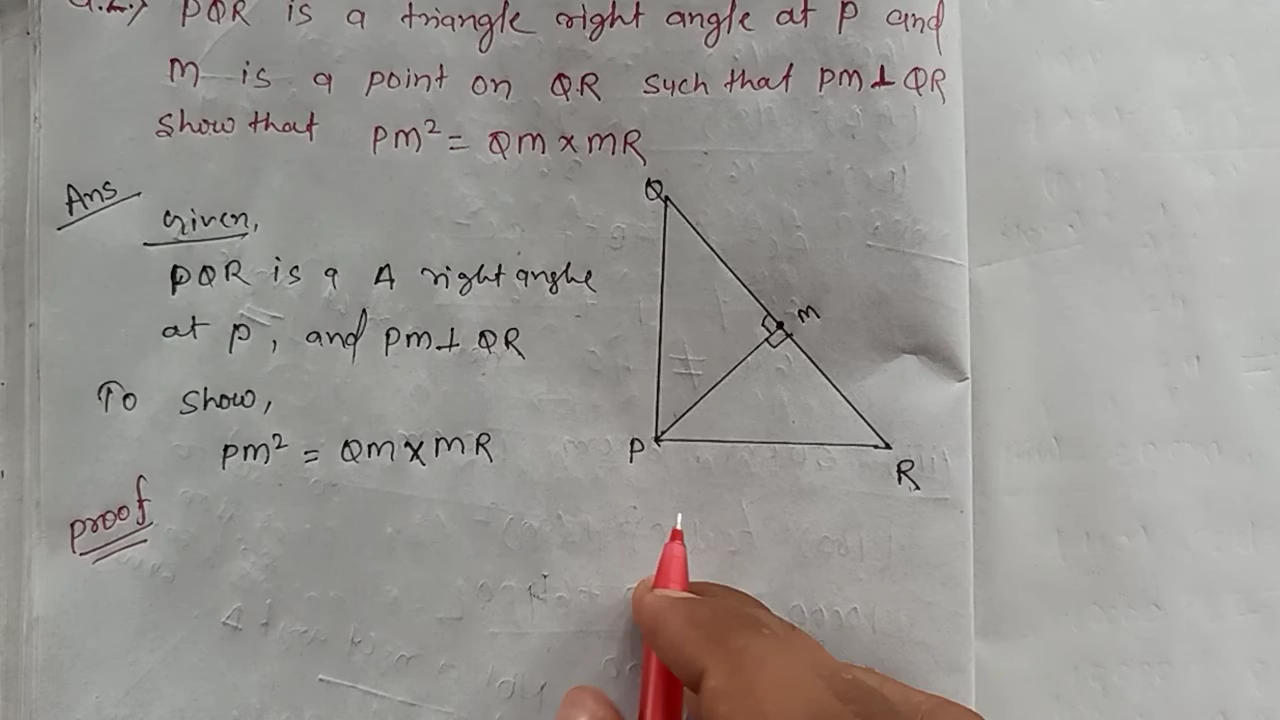 Q.2.) PQR is a triangle right angle at P and
M is a point on QR such that PM ⊥ QR
show that PM² = QM × MR
Ans
Given,
PQR is a Δ right angle
at P, and PM ⊥ QR
To show,
PM² = QM × MR
Proof
Q
M
P
R